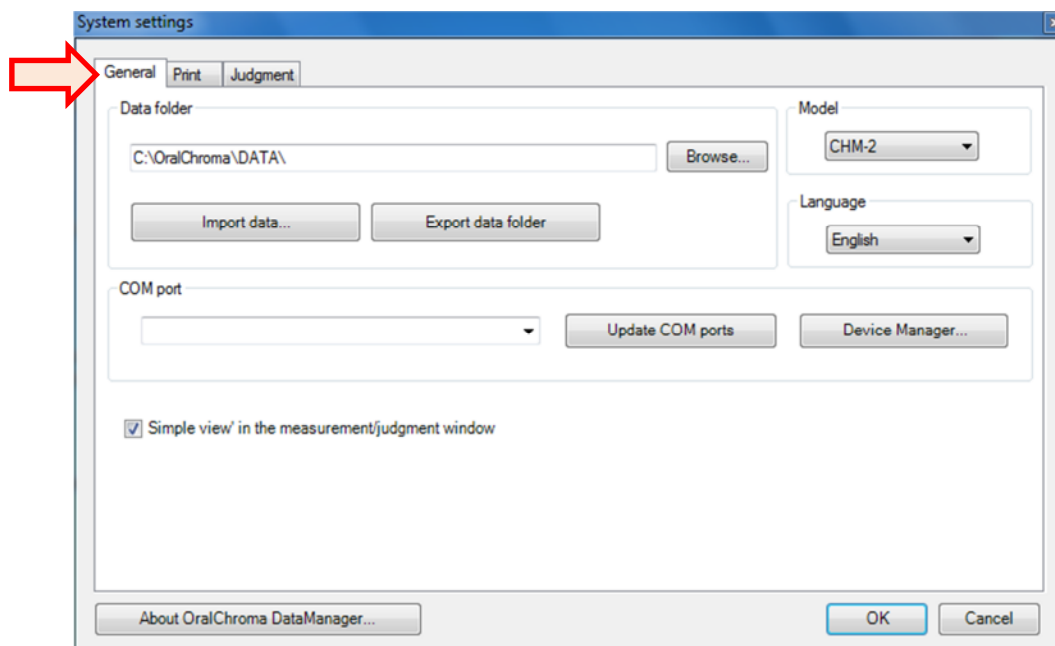 System settings
General Print Judgment
Data folder
C:\OralChroma\DATA\
Browse...
Import data...
Export data folder
Model
CHM-2
Language
English
COM port
Update COM ports
Device Manager...
Simple view' in the measurement/judgment window
About OralChroma DataManager...
OK
Cancel